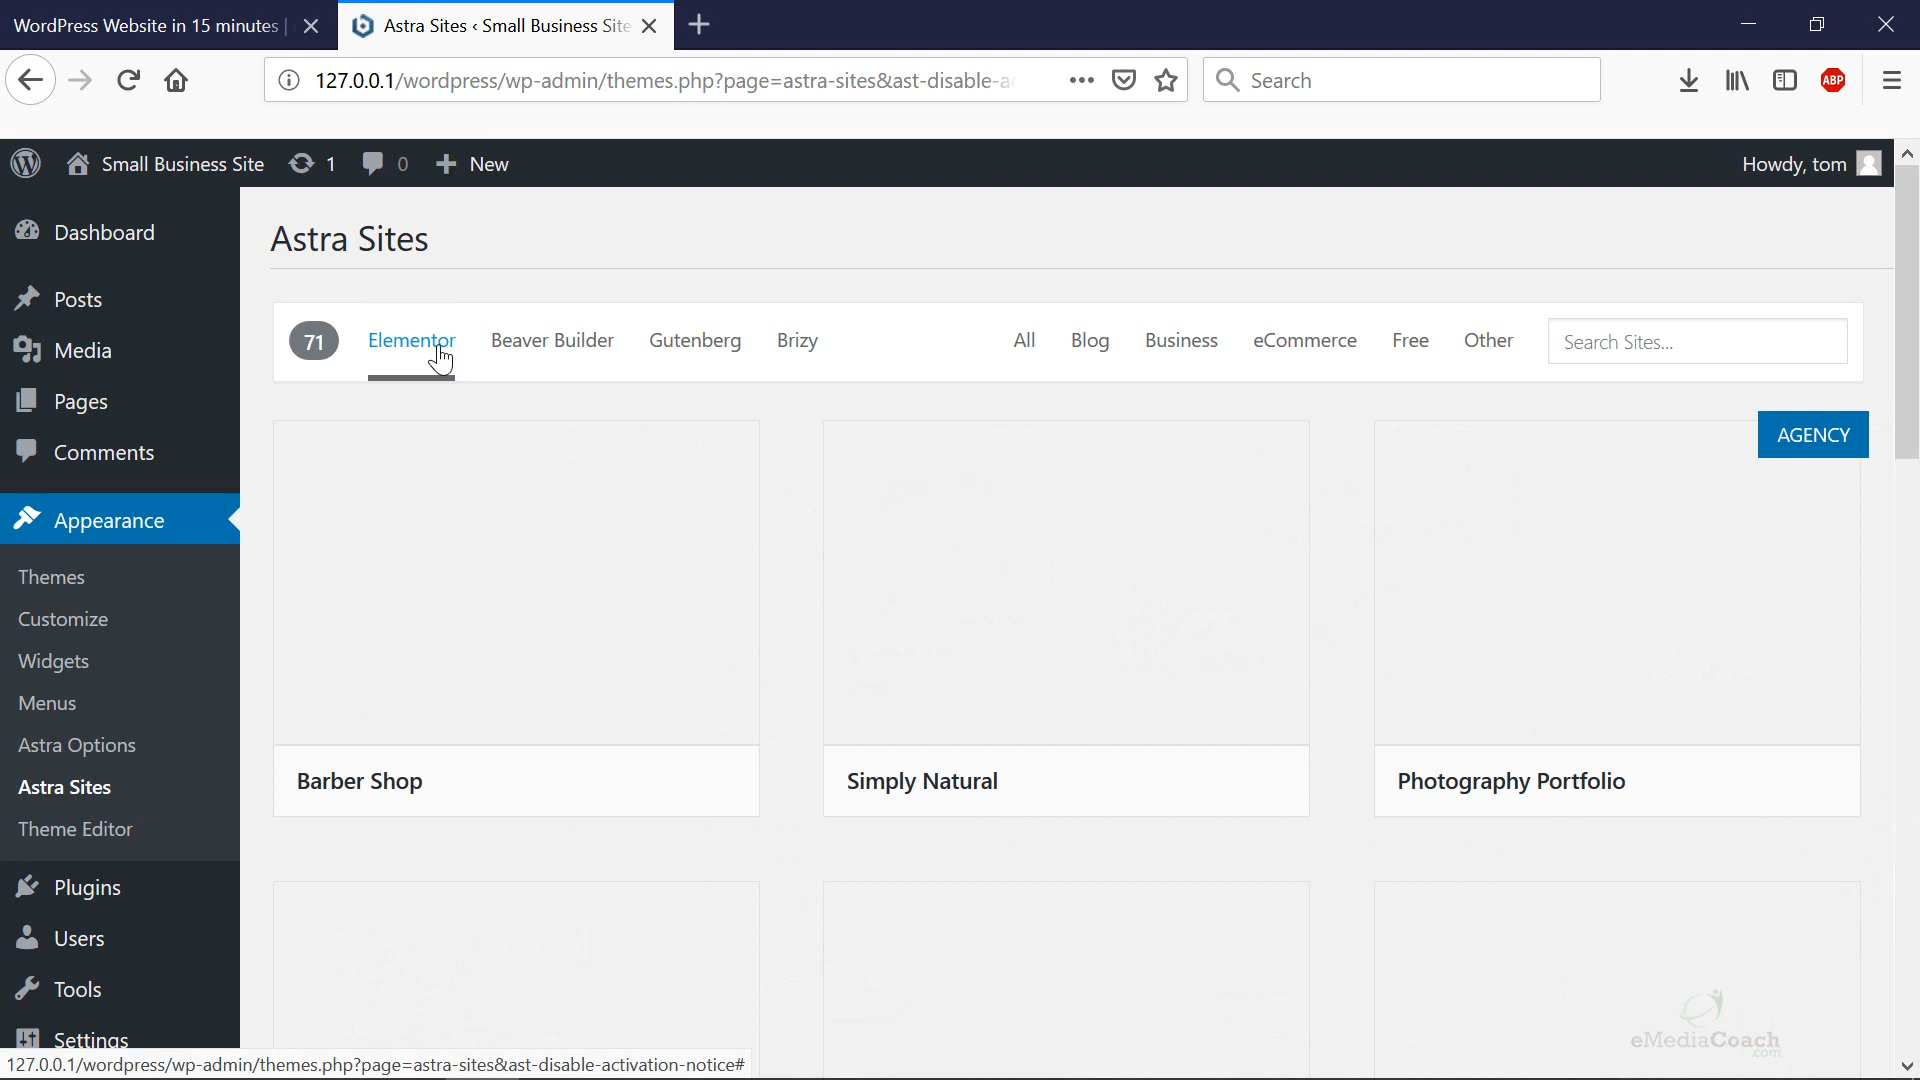 WordPress Website in 15 minutes |
Astra Sites ‹ Small Business Site
127.0.0.1/wordpress/wp-admin/themes.php?page=astra-sites&ast-disable-ac
Search
ABP
Small Business Site
1
0
New
Howdy, tom
Dashboard
Posts
Media
Pages
Comments
Appearance
Themes
Customize
Widgets
Menus
Astra Options
Astra Sites
Theme Editor
Plugins
Users
Tools
Settings
Astra Sites
71
Elementor
Beaver Builder
Gutenberg
Brizy
All
Blog
Business
eCommerce
Free
Other
Search Sites...
AGENCY
Barber Shop
Simply Natural
Photography Portfolio
eMediaCoach
.com
127.0.0.1/wordpress/wp-admin/themes.php?page=astra-sites&ast-disable-activation-notice#